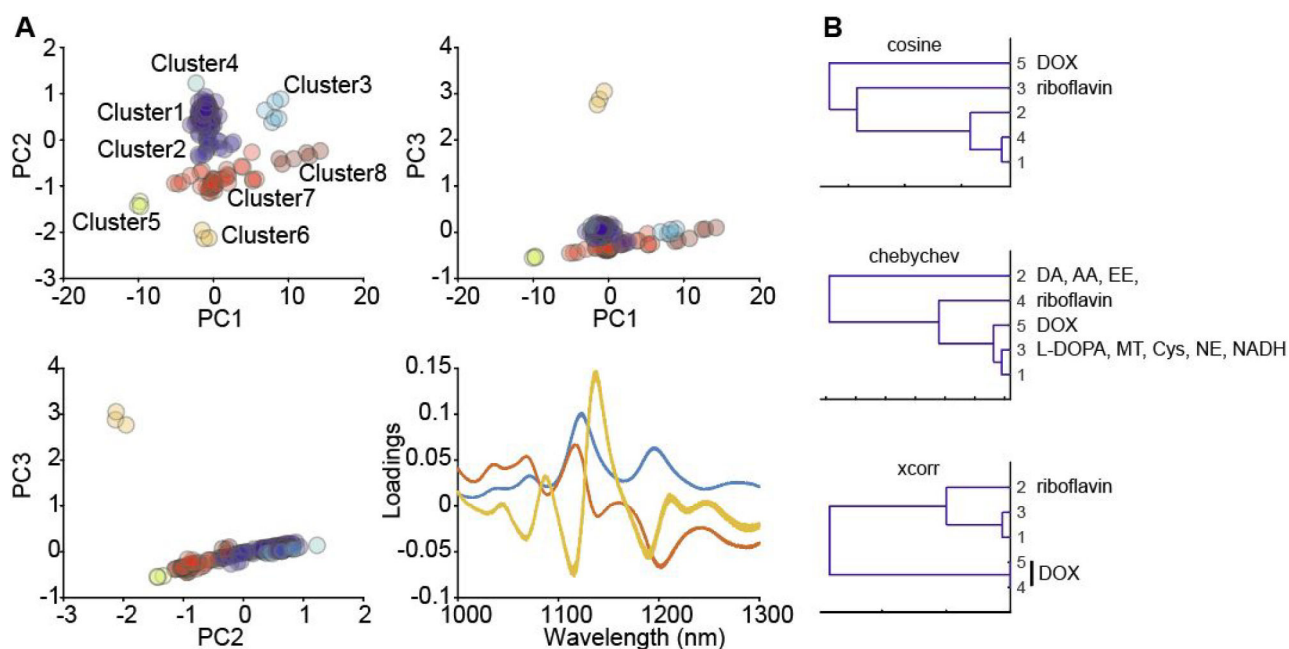 A
2
1
0
-1
-2
-3
PC2
-20 -10 0 10 20
PC1
Cluster4
Cluster3
Cluster1
Cluster2
Cluster8
Cluster7
Cluster5
Cluster6
4
3
2
1
0
-1
PC3
-20 -10 0 10 20
PC1
4
3
2
1
0
-1
PC3
-3 -2 -1 0 1 2
PC2
0.15
0.1
0.05
0
-0.05
-0.1
Loadings
1000 1100 1200 1300
Wavelength (nm)
B
cosine
5 DOX
3 riboflavin
2
4
1
chebychev
2 DA, AA, EE,
4 riboflavin
5 DOX
3 L-DOPA, MT, Cys, NE, NADH
1
xcorr
2 riboflavin
3
1
5
DOX
4